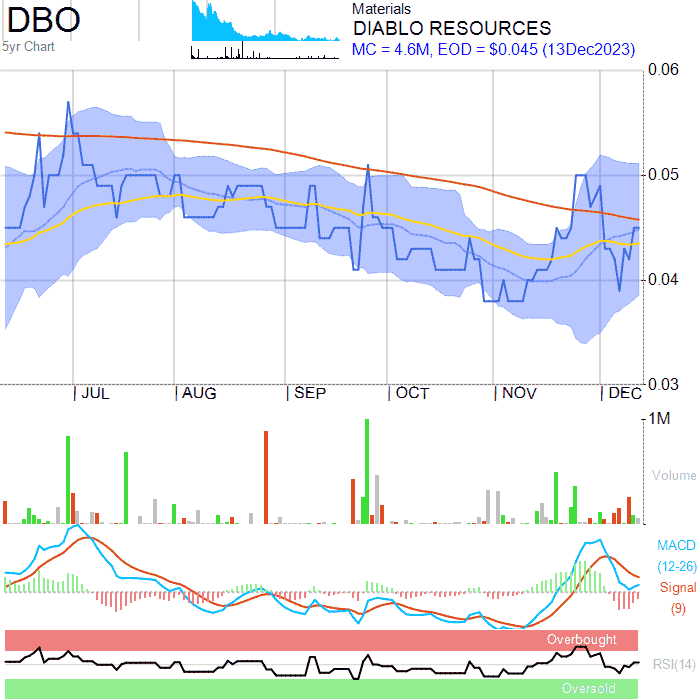 DBO
5yr Chart
Materials
DIABLO RESOURCES
MC = 4.6M, EOD = $0.045 (13Dec2023)
0.06
0.05
0.04
0.03
JUL AUG SEP OCT NOV DEC
1M
Volume
MACD
(12-26)
Signal
(9)
Overbought
RSI(14)
Oversold